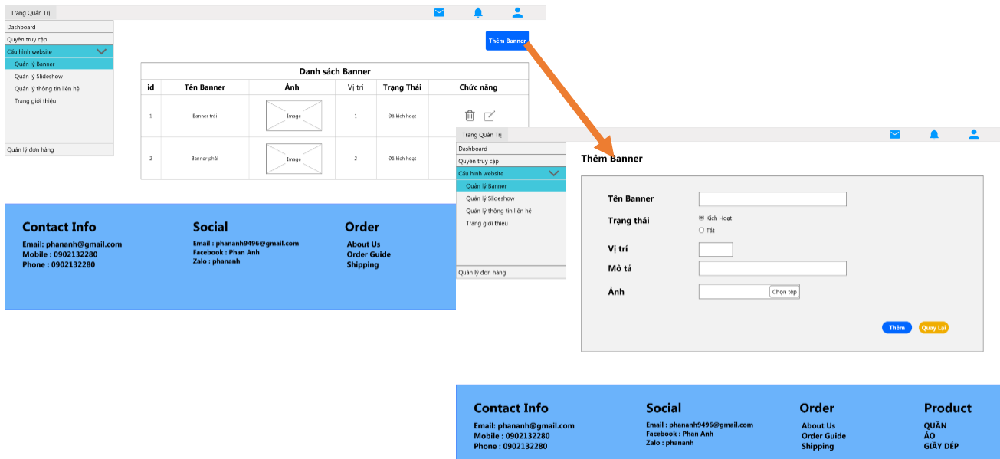 Trang Quản Trị
Dashboard
Quyền truy cập
Cấu hình website
Quản lý Banner
Quản lý Slideshow
Quản lý thông tin liên hệ
Trang giới thiệu
Quản lý đơn hàng
Thêm Banner
Danh sách Banner
id Tên Banner Ảnh Vị trí Trạng Thái Chức năng
1 Banner trái Image 1 Đã kích hoạt
2 Banner phải Image 2 Đã kích hoạt
Contact Info Social Order
Email: phananh@gmail.com Email : phananh9496@gmail.com About Us
Mobile : 0902132280 Facebook : Phan Anh Order Guide
Phone : 0902132280 Zalo : phananh Shipping
Trang Quản Trị
Dashboard
Quyền truy cập
Cấu hình website
Quản lý Banner
Quản lý Slideshow
Quản lý thông tin liên hệ
Trang giới thiệu
Quản lý đơn hàng
Thêm Banner
Tên Banner
Trạng thái Kích Hoạt
Tắt
Vị trí
Mô tả
Ảnh Chọn tệp
Thêm Quay Lại
Contact Info Social Order Product
Email: phananh@gmail.com Email : phananh9496@gmail.com About Us QUẦN
Mobile : 0902132280 Facebook : Phan Anh Order Guide ÁO
Phone : 0902132280 Zalo : phananh Shipping GIẦY DÉP